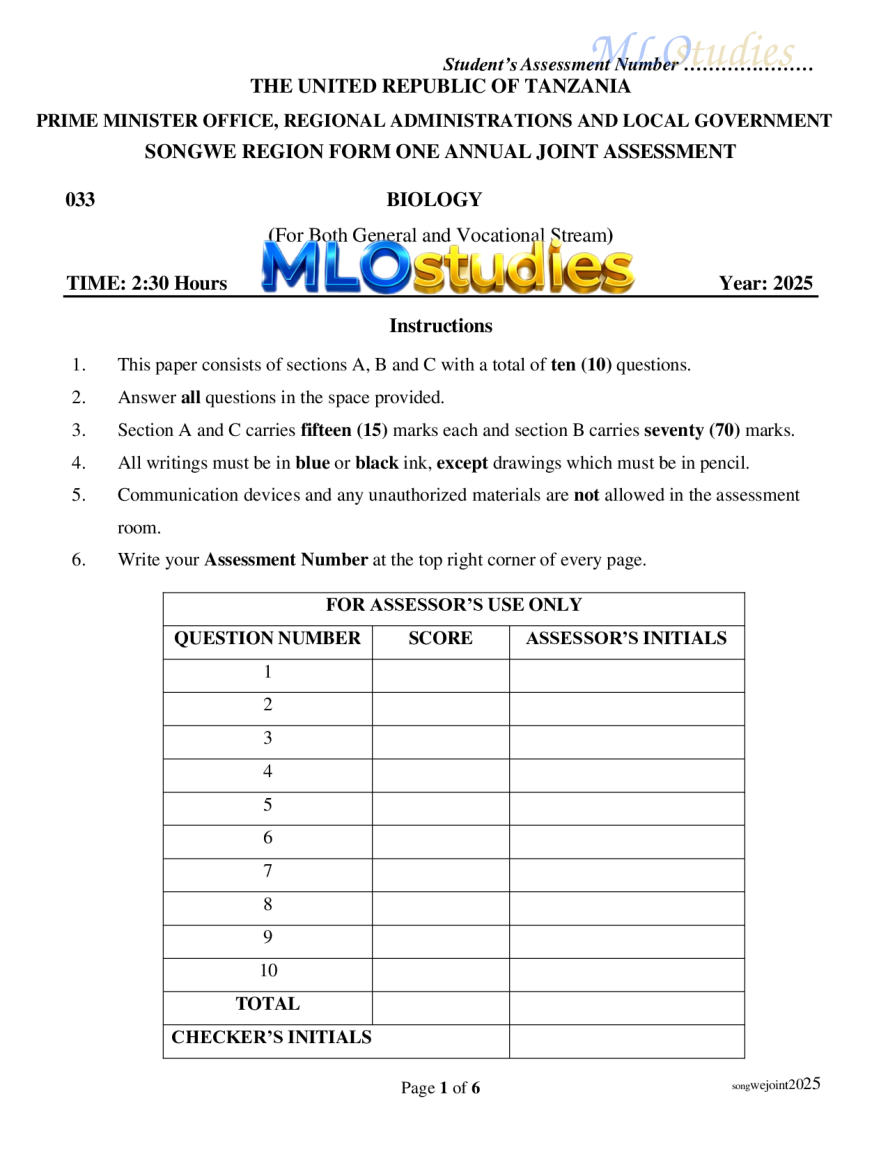 MLOstudies
Student's Assessment Number .....................
THE UNITED REPUBLIC OF TANZANIA
PRIME MINISTER OFFICE, REGIONAL ADMINISTRATIONS AND LOCAL GOVERNMENT
SONGWE REGION FORM ONE ANNUAL JOINT ASSESSMENT
033 BIOLOGY
(For Both General and Vocational Stream)
MLOstudies
TIME: 2:30 Hours Year: 2025
Instructions
1. This paper consists of sections A, B and C with a total of ten (10) questions.
2. Answer all questions in the space provided.
3. Section A and C carries fifteen (15) marks each and section B carries seventy (70) marks.
4. All writings must be in blue or black ink, except drawings which must be in pencil.
5. Communication devices and any unauthorized materials are not allowed in the assessment
room.
6. Write your Assessment Number at the top right corner of every page.
FOR ASSESSOR'S USE ONLY
QUESTION NUMBER SCORE ASSESSOR'S INITIALS
1
2
3
4
5
6
7
8
9
10
TOTAL
CHECKER'S INITIALS
Page 1 of 6 songwejoint2025